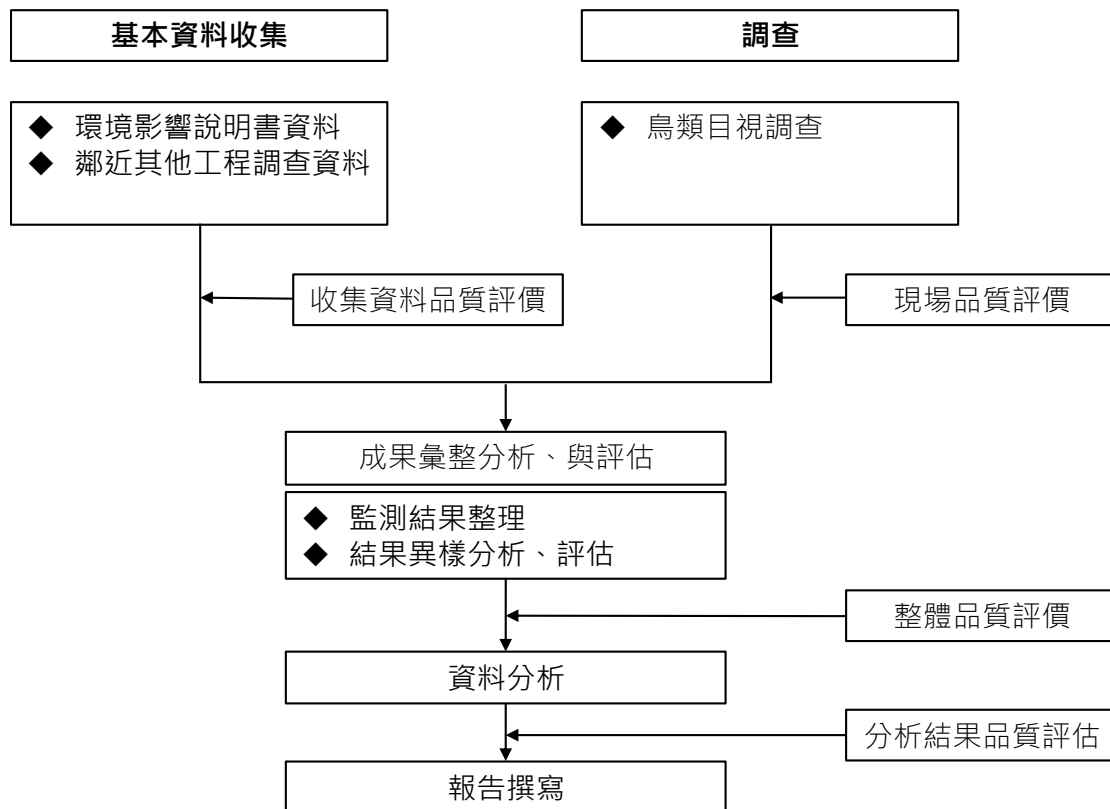 基本資料收集
調查
◆ 環境影響說明書資料
◆ 鄰近其他工程調查資料
◆ 鳥類目視調查
收集資料品質評價
現場品質評價
成果彙整分析、與評估
◆ 監測結果整理
◆ 結果異樣分析、評估
整體品質評價
資料分析
分析結果品質評估
報告撰寫